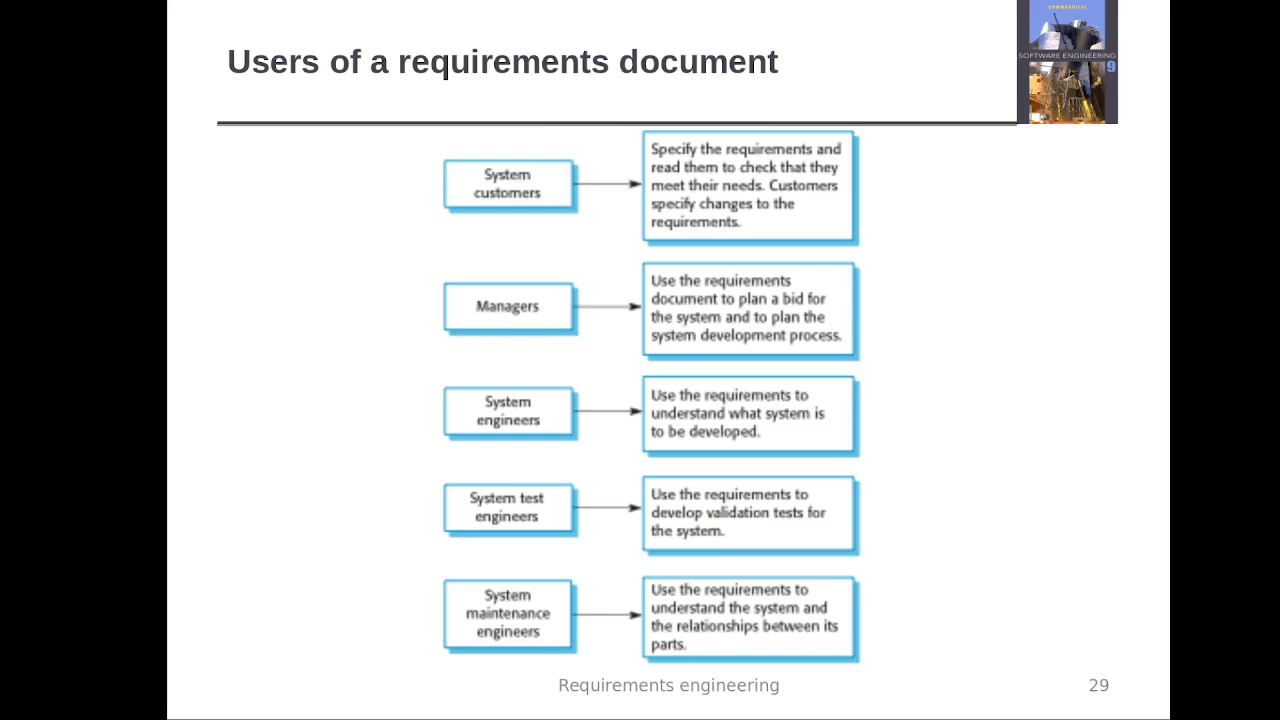 SOMMERVILLE
SOFTWARE ENGINEERING
9
Users of a requirements document
System
customers
Specify the requirements and
read them to check that they
meet their needs. Customers
specify changes to the
requirements.
Managers
Use the requirements
document to plan a bid for
the system and to plan the
system development process.
System
engineers
Use the requirements to
understand what system is
to be developed.
System test
engineers
Use the requirements to
develop validation tests for
the system.
System
maintenance
engineers
Use the requirements to
understand the system and
the relationships between its
parts.
Requirements engineering
29